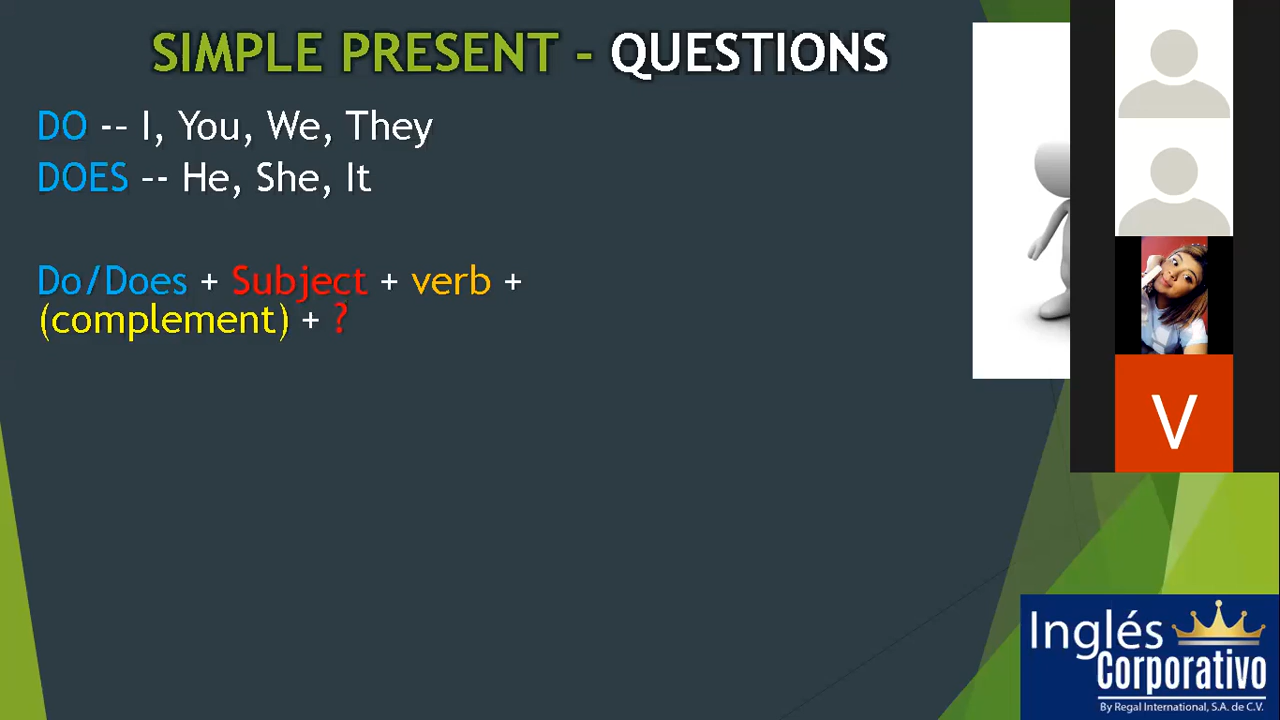 SIMPLE PRESENT - QUESTIONS
DO -- I, You, We, They
DOES -- He, She, It
Do/Does + Subject + verb +
(complement) + ?
V
Inglés
Corporativo
By Regal International, S.A. de C.V.